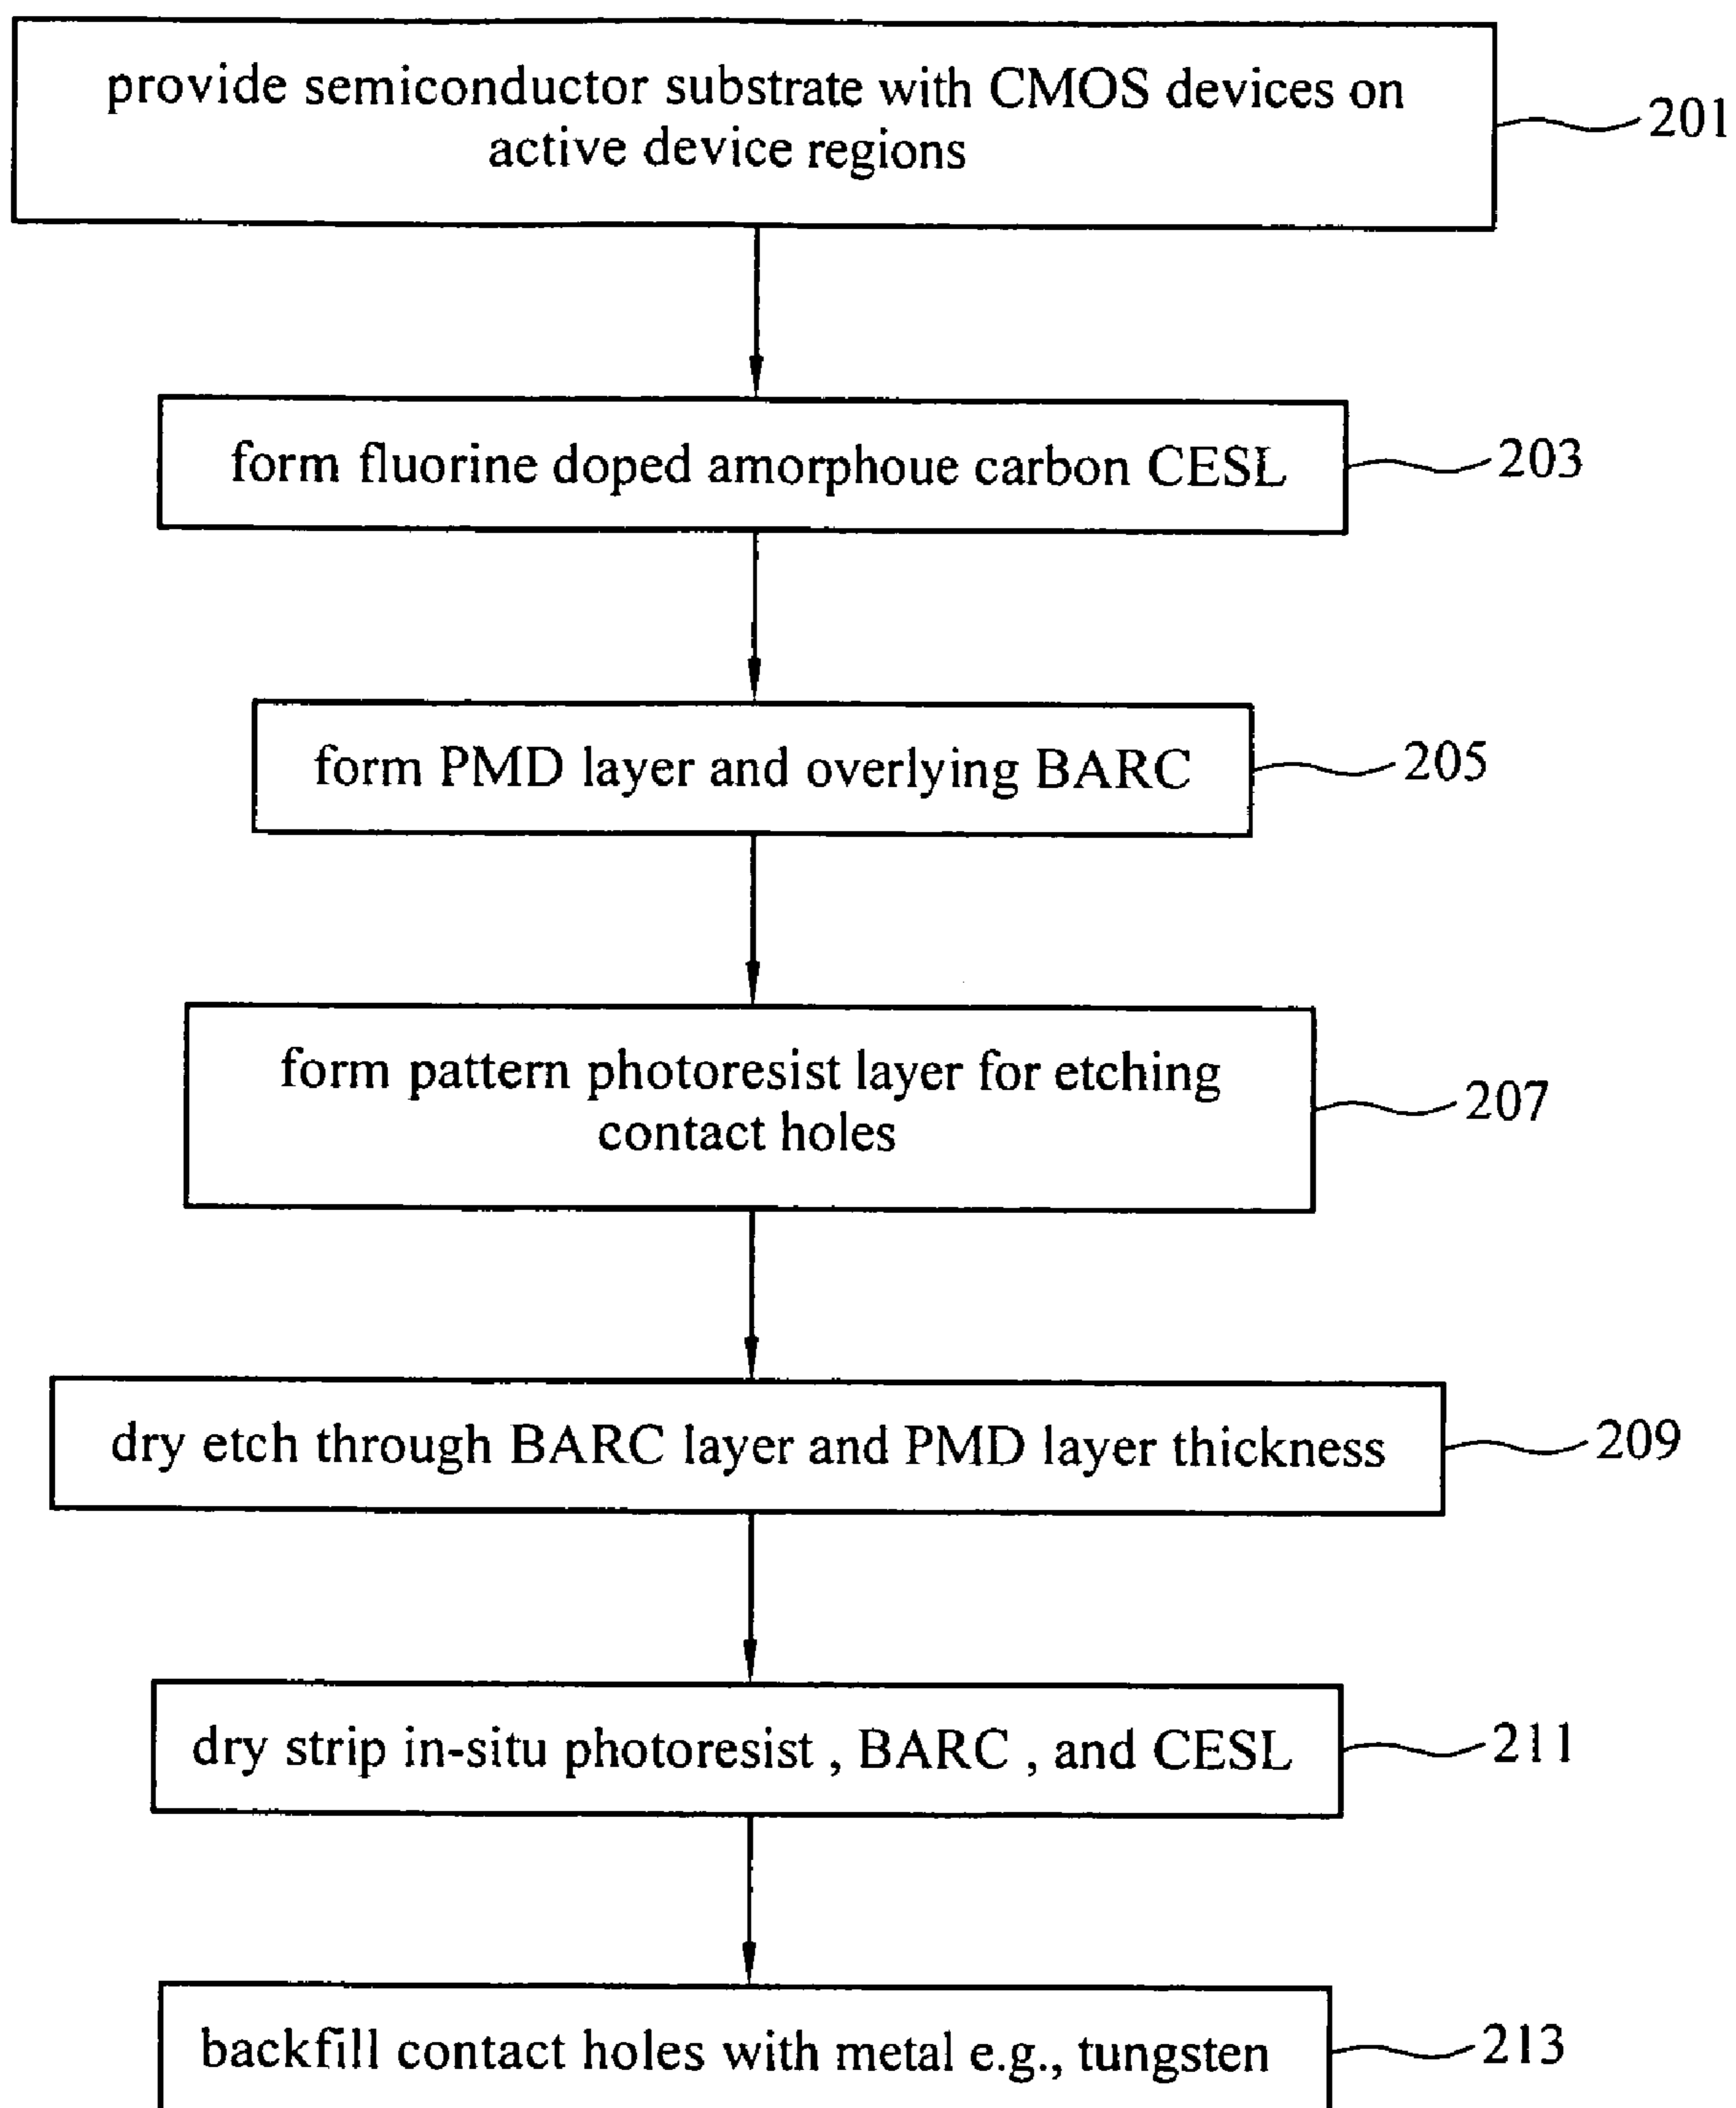 provide semiconductor substrate with CMOS devices on
active device regions
201
form fluorine doped amorphoue carbon CESL
203
form PMD layer and overlying BARC
205
form pattern photoresist layer for etching
contact holes
207
dry etch through BARC layer and PMD layer thickness
209
dry strip in-situ photoresist , BARC , and CESL
211
backfill contact holes with metal e.g., tungsten
213